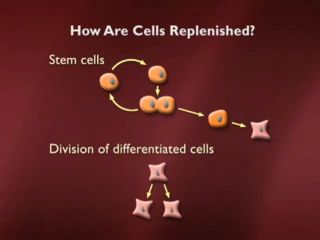 How Are Cells Replenished?
Stem cells
Division of differentiated cells